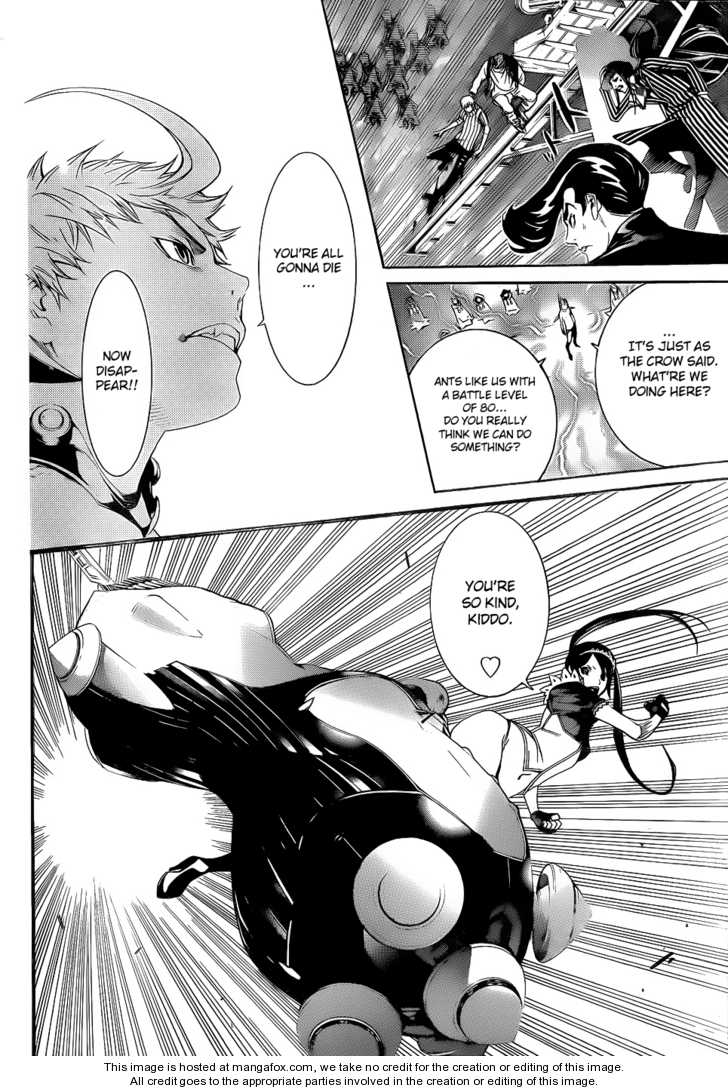 ...
IT'S JUST AS
THE CROW SAID.
WHAT'RE WE
DOING HERE?
ANTS LIKE US WITH
A BATTLE LEVEL
OF 80...
DO YOU REALLY
THINK WE CAN DO
SOMETHING?
YOU'RE ALL
GONNA DIE
...
NOW
DISAP-
PEAR!!
YOU'RE
SO KIND,
KIDDO.
♡
This image is hosted at mangafox.com, we take no credit for the creation or editing of this image.
All credit goes to the appropriate parties involved in the creation and editing of this image.